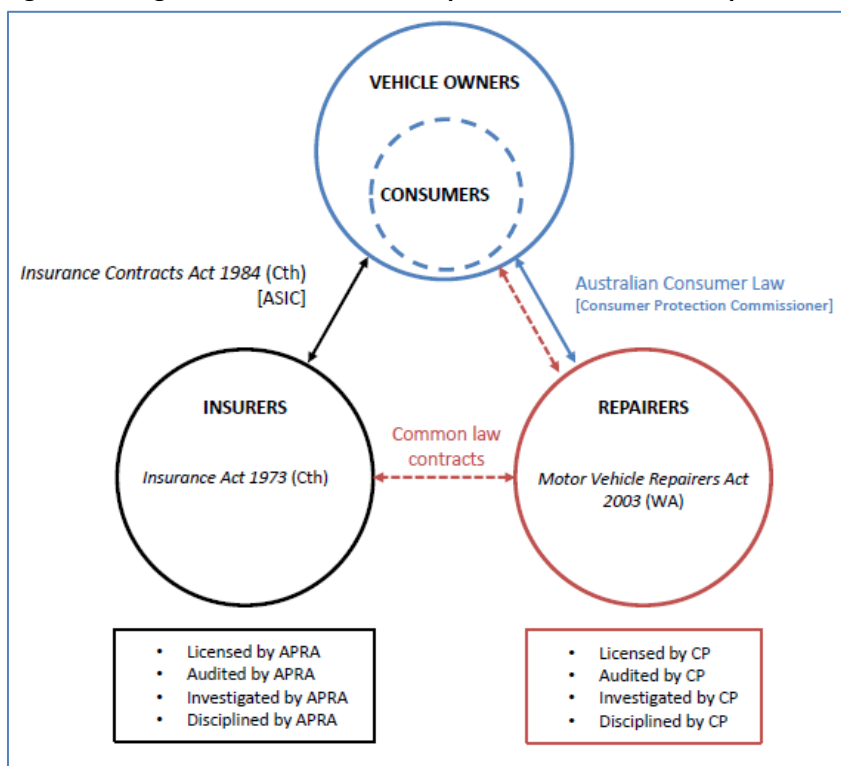 VEHICLE OWNERS
CONSUMERS
Insurance Contracts Act 1984 (Cth)
[ASIC]
Australian Consumer Law
[Consumer Protection Commissioner]
INSURERS
Insurance Act 1973 (Cth)
Common law
contracts
REPAIRERS
Motor Vehicle Repairers Act
2003 (WA)
• Licensed by APRA
• Audited by APRA
• Investigated by APRA
• Disciplined by APRA
• Licensed by CP
• Audited by CP
• Investigated by CP
• Disciplined by CP